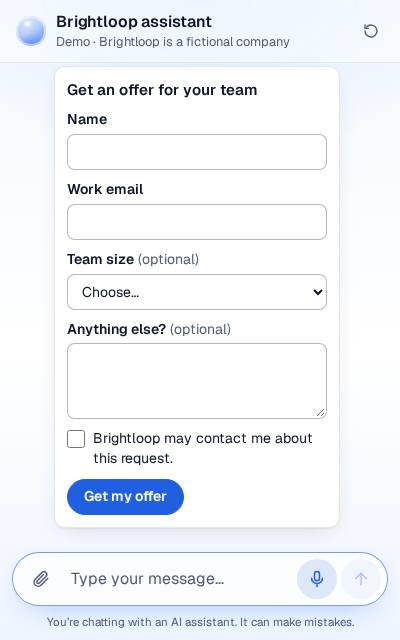 Brightloop assistant
Demo · Brightloop is a fictional company
Get an offer for your team
Name
Work email
Team size (optional)
Choose...
Anything else? (optional)
Brightloop may contact me about
this request.
Get my offer
Type your message...
You’re chatting with an AI assistant. It can make mistakes.